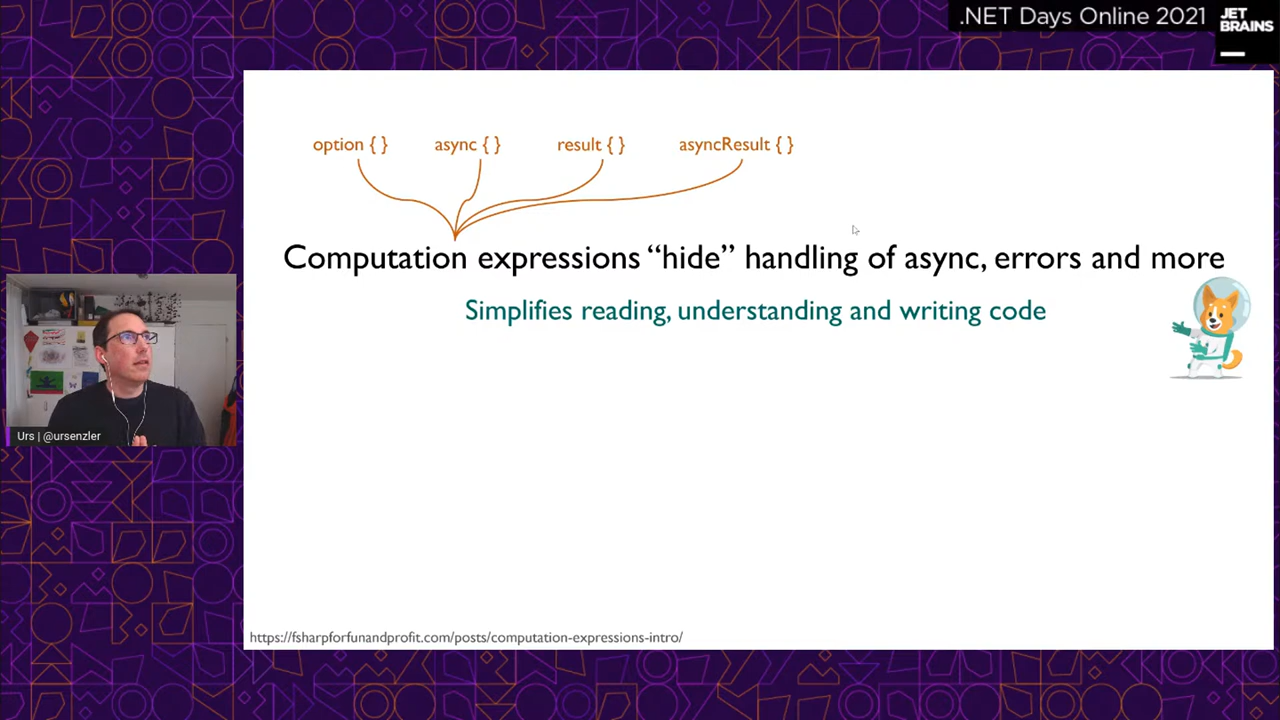 .NET Days Online 2021
JET
BRAINS
option { }
async { }
result { }
asyncResult { }
Computation expressions “hide” handling of async, errors and more
Simplifies reading, understanding and writing code
Urs | @ursenzler
https://fsharpforfunandprofit.com/posts/computation-expressions-intro/